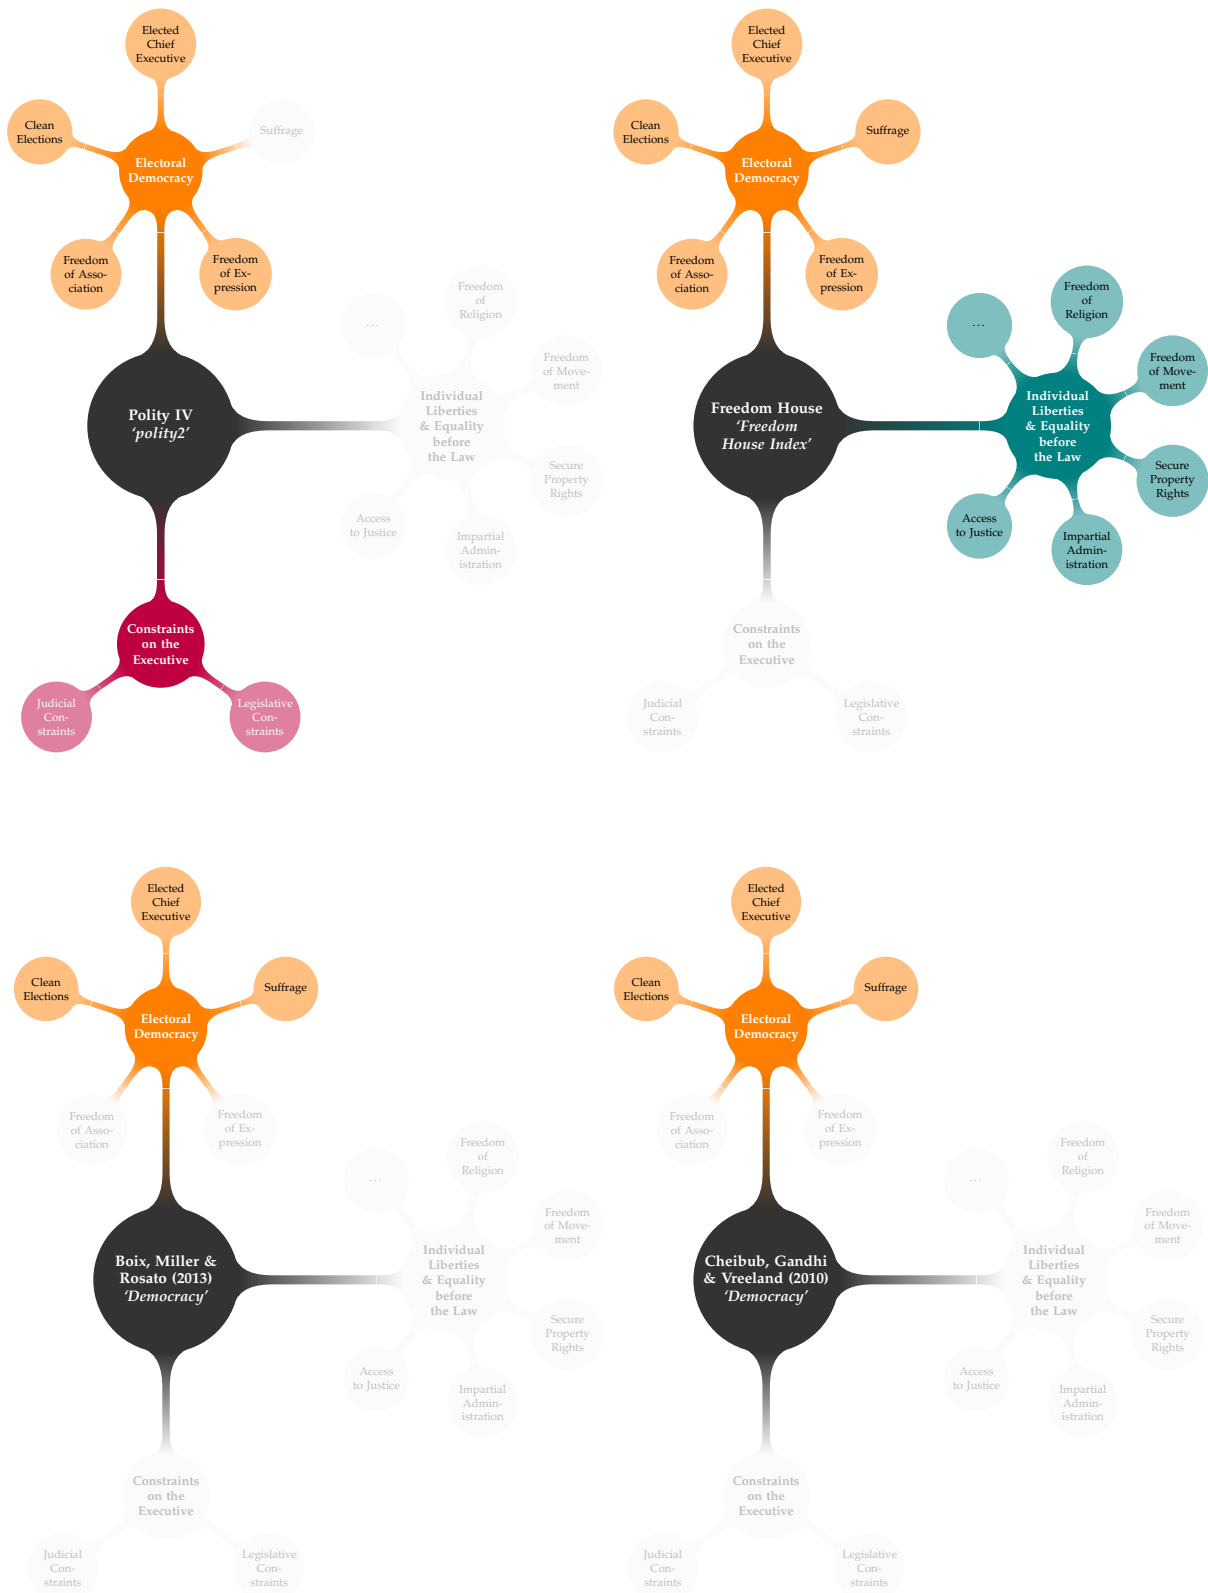 Elected
Chief
Executive
Clean
Elections
Suffrage
Electoral
Democracy
Freedom
of Asso-
ciation
Freedom
of Ex-
pression
...
Freedom
of
Religion
Freedom
of Move-
ment
Individual
Liberties
& Equality
before
the Law
Polity IV
‘polity2’
Secure
Property
Rights
Access
to Justice
Impartial
Admin-
istration
Constraints
on the
Executive
Judicial
Con-
straints
Legislative
Con-
straints
Elected
Chief
Executive
Clean
Elections
Suffrage
Electoral
Democracy
Freedom
of Asso-
ciation
Freedom
of Ex-
pression
...
Freedom
of
Religion
Freedom
of Move-
ment
Individual
Liberties
& Equality
before
the Law
Freedom House
‘Freedom
House Index’
Secure
Property
Rights
Access
to Justice
Impartial
Admin-
istration
Constraints
on the
Executive
Judicial
Con-
straints
Legislative
Con-
straints
Elected
Chief
Executive
Clean
Elections
Suffrage
Electoral
Democracy
Freedom
of Asso-
ciation
Freedom
of Ex-
pression
...
Freedom
of
Religion
Freedom
of Move-
ment
Individual
Liberties
& Equality
before
the Law
Boix, Miller &
Rosato (2013)
‘Democracy’
Secure
Property
Rights
Access
to Justice
Impartial
Admin-
istration
Constraints
on the
Executive
Judicial
Con-
straints
Legislative
Con-
straints
Elected
Chief
Executive
Clean
Elections
Suffrage
Electoral
Democracy
Freedom
of Asso-
ciation
Freedom
of Ex-
pression
...
Freedom
of
Religion
Freedom
of Move-
ment
Individual
Liberties
& Equality
before
the Law
Cheibub, Gandhi
& Vreeland (2010)
‘Democracy’
Secure
Property
Rights
Access
to Justice
Impartial
Admin-
istration
Constraints
on the
Executive
Judicial
Con-
straints
Legislative
Con-
straints